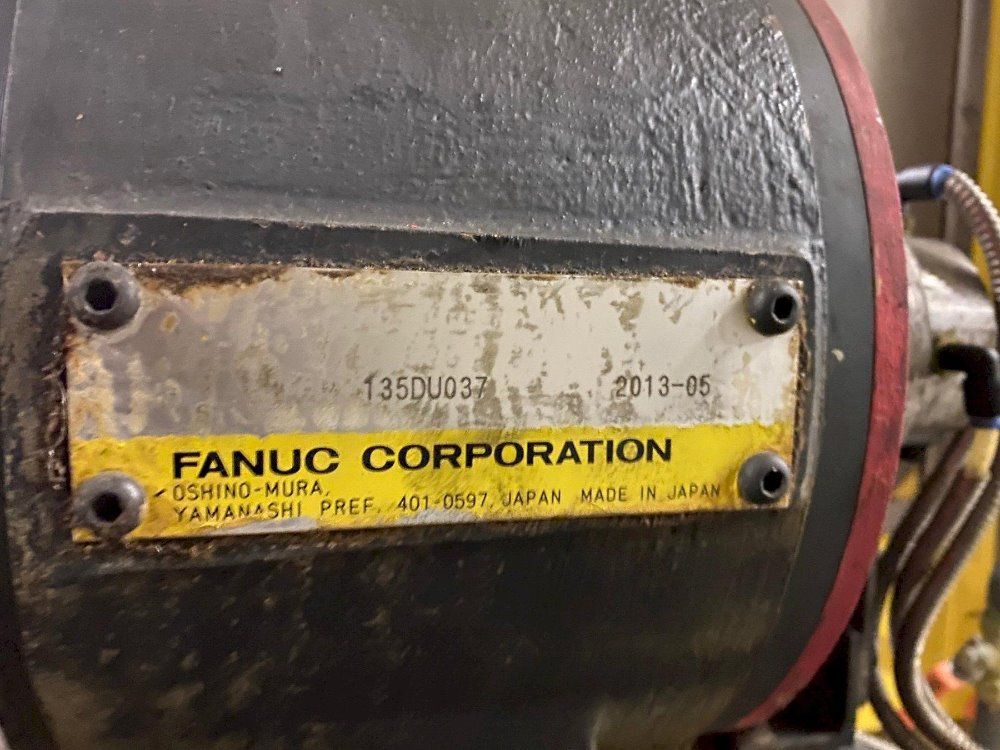 135DU037 2013-05
FANUC CORPORATION
OSHINO-MURA,
YAMANASHI PREF, 401-0597, JAPAN MADE IN JAPAN